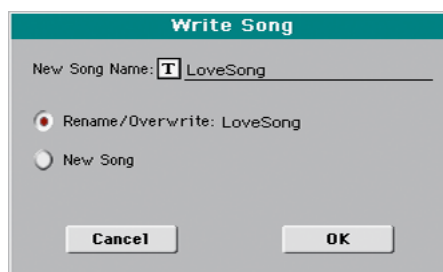 Write Song
New Song Name: T LoveSong
Rename/Overwrite: LoveSong
New Song
Cancel OK